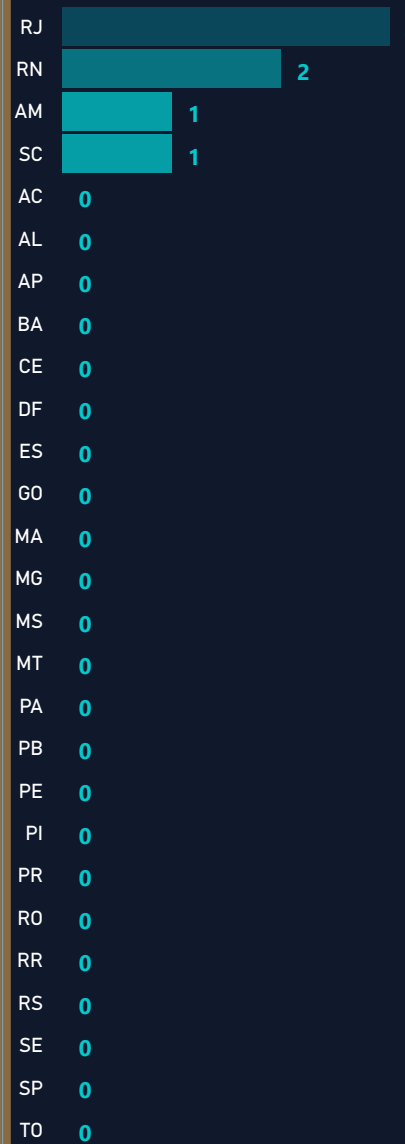 RJ
RN 2
AM 1
SC 1
AC 0
AL 0
AP 0
BA 0
CE 0
DF 0
ES 0
GO 0
MA 0
MG 0
MS 0
MT 0
PA 0
PB 0
PE 0
PI 0
PR 0
RO 0
RR 0
RS 0
SE 0
SP 0
TO 0